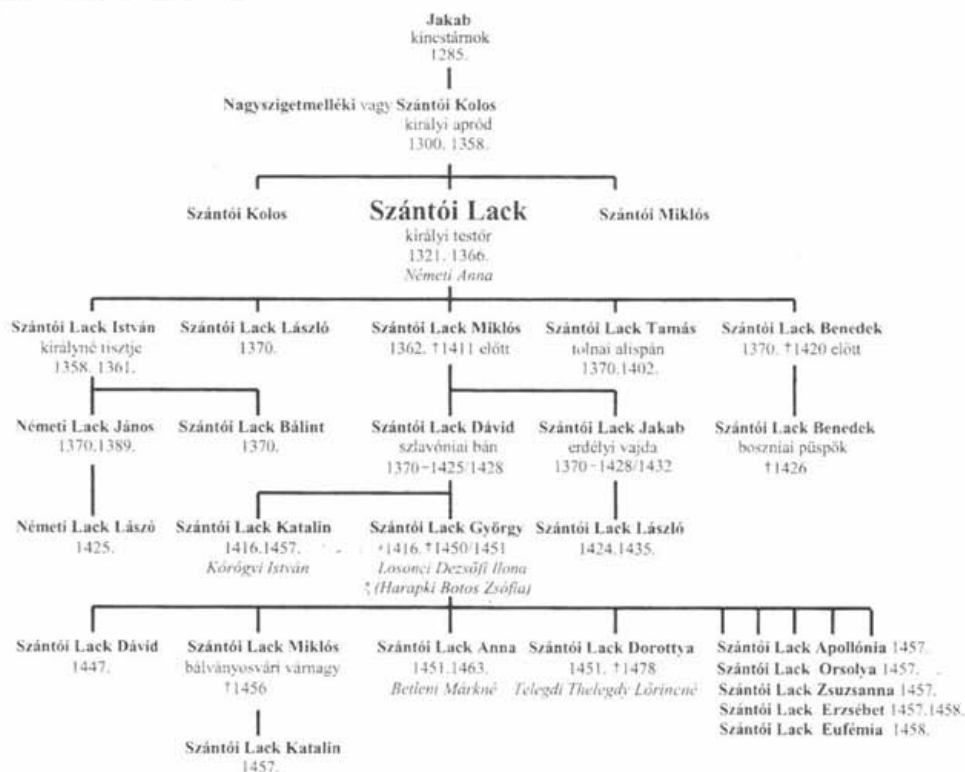 Jakab
kincstárnok
1285.
Nagyszigetmelléki vagy Szántói Kolos
királyi apród
1300. 1358.
Szántói Kolos
Szántói Lack
királyi testőr
1321. 1366.
Németi Anna
Szántói Miklós
Szántói Lack István
királyné tisztje
1358. 1361.
Szántói Lack László
1370.
Szántói Lack Miklós
1362. †1411 előtt
Szántói Lack Tamás
tolnai alispán
1370.1402.
Szántói Lack Benedek
1370. †1420 előtt
Németi Lack János
1370.1389.
Szántói Lack Bálint
1370.
Szántói Lack Dávid
szlavóniai bán
1370-1425/1428
Szántói Lack Jakab
erdélyi vajda
1370-1428/1432
Szántói Lack Benedek
boszniai püspök
†1426
Németi Lack Lászó
1425.
Szántói Lack Katalin
1416.1457.
Kórógyi István
Szántói Lack György
*1416. †1450/1451
Losonci Dezsőfi Ilona
(Harapki Botos Zsófia)
Szántói Lack László
1424.1435.
Szántói Lack Dávid
1447.
Szántói Lack Miklós
bálványosvári várnagy
†1456
Szántói Lack Anna
1451.1463.
Betleni Márkné
Szántói Lack Dorottya
1451. †1478
Telegdi Thelegdy Lőrincné
Szántói Lack Apollónia 1457.
Szántói Lack Orsolya 1457.
Szántói Lack Zsuzsanna 1457.
Szántói Lack Erzsébet 1457.1458.
Szántói Lack Eufémia 1458.
Szántói Lack Katalin
1457.